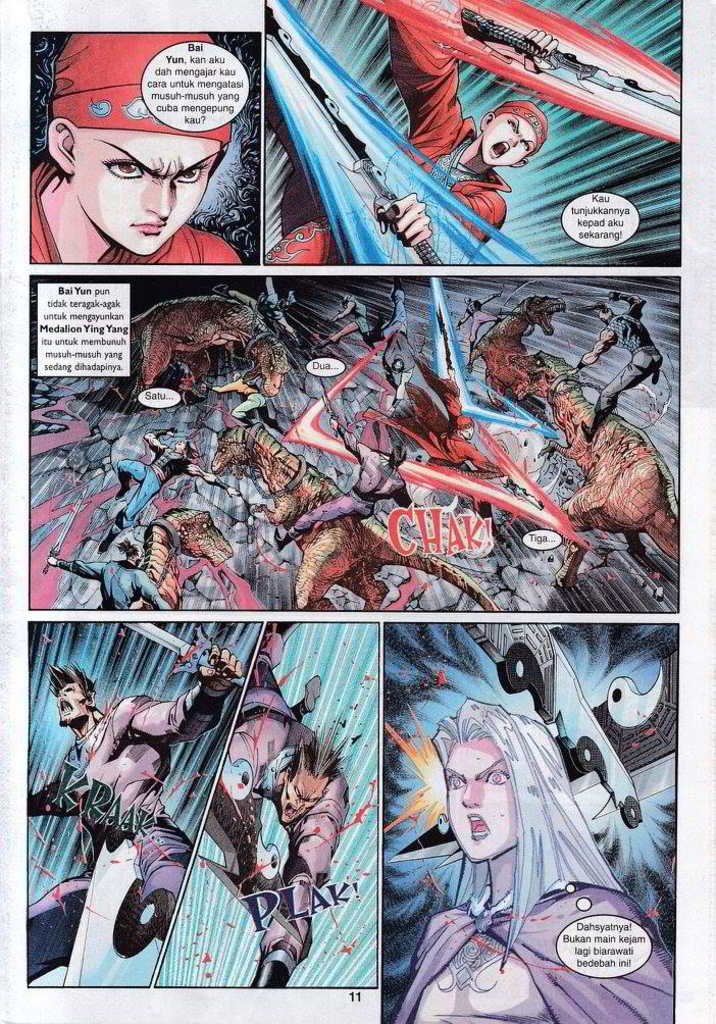 Bai
Yun, kan aku
dah mengajar kau
cara untuk mengatasi
musuh-musuh yang
cuba mengepung
kau?
Kau
tunjukkannya
kepad aku
sekarang!
Bai Yun pun
tidak teragak-agak
untuk mengayunkan
Medalion Ying Yang
itu untuk membunuh
musuh-musuh yang
sedang dihadapinya.
Satu...
Dua...
CHAK!
Tiga...
KRAAK
PLAK!
Dahsyatnya!
Bukan main kejam
lagi biarawati
bedebah ini!
11